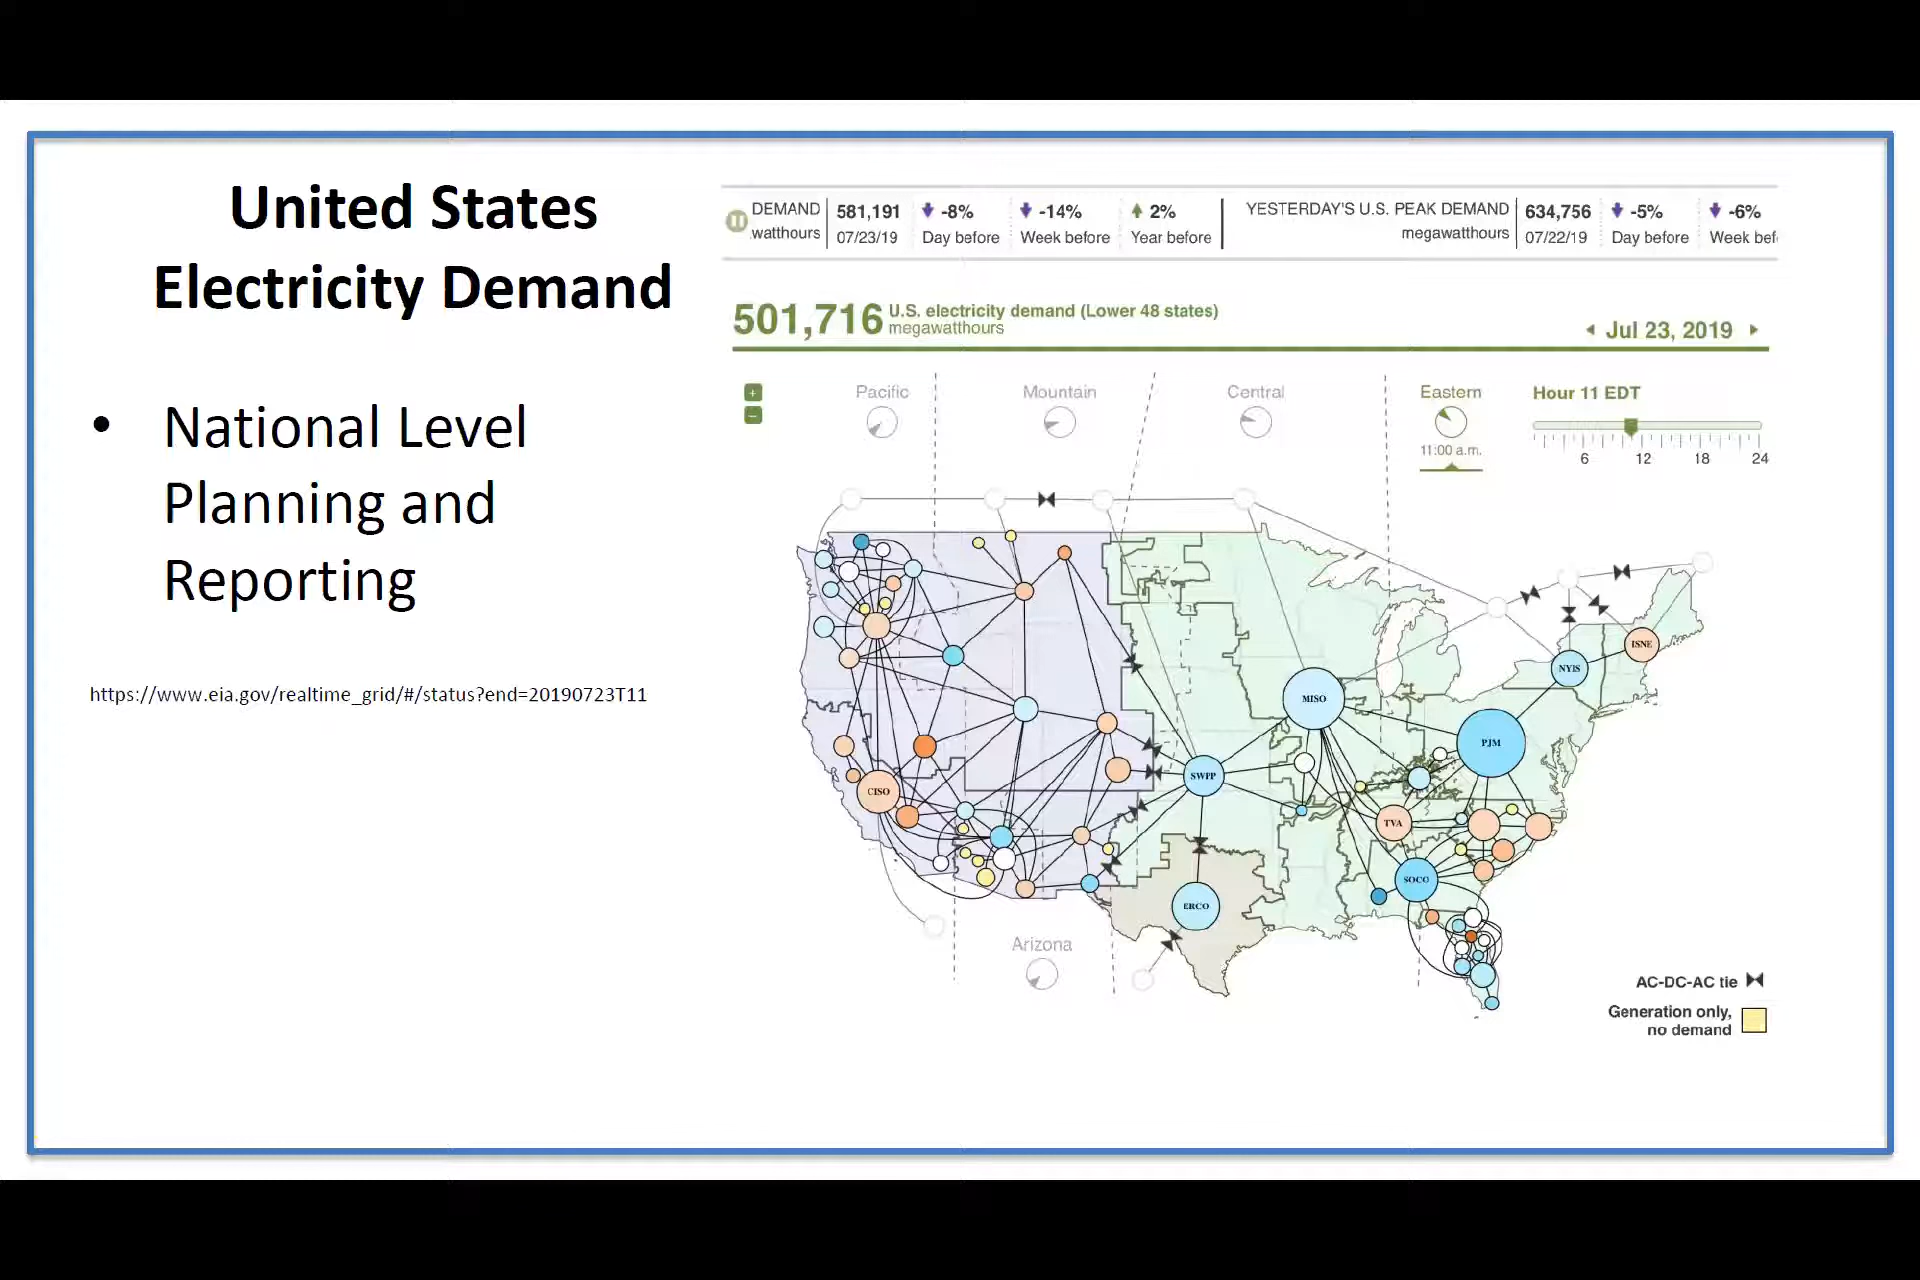 United States
Electricity Demand
• National Level
Planning and
Reporting
https://www.eia.gov/realtime_grid/#/status?end=20190723T11
DEMAND 581,191 -8% -14% 2% YESTERDAY'S U.S. PEAK DEMAND 634,756 -5% -6%
watthours 07/23/19 Day before Week before Year before megawatthours 07/22/19 Day before Week bef
501,716 U.S. electricity demand (Lower 48 states)
megawatthours
Jul 23, 2019
+
−
Pacific Mountain Central Eastern Hour 11 EDT
11:00 a.m.
6 12 18 24
ISNE
NYIS
MISO
PJM
SWPP
CISO
TVA
SOCO
ERCO
Arizona
AC-DC-AC tie
Generation only,
no demand